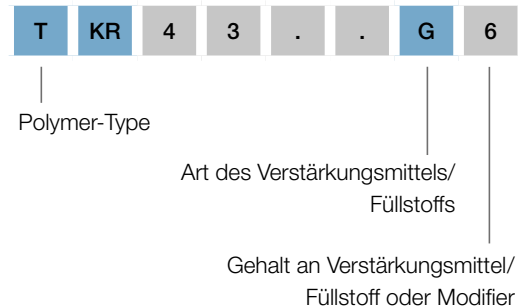 T KR 4 3 . . G 6
Polymer-Type
Art des Verstärkungsmittels/
Füllstoffs
Gehalt an Verstärkungsmittel/
Füllstoff oder Modifier